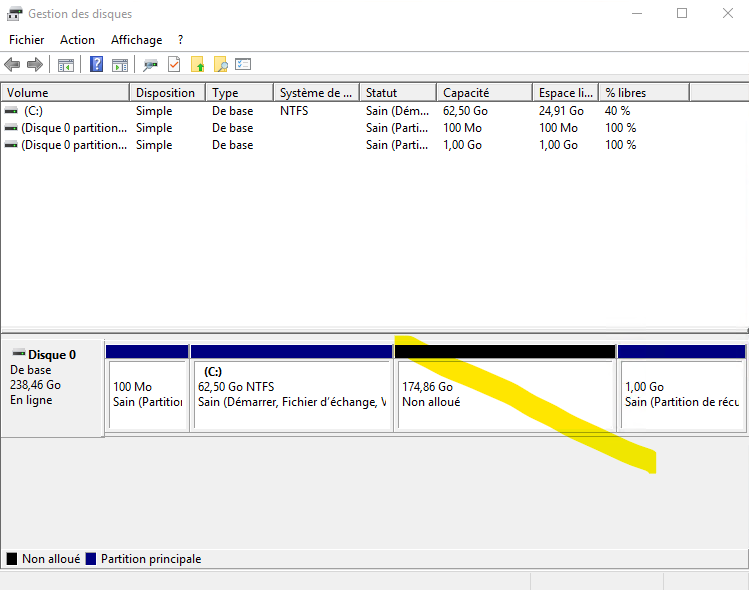 Gestion des disques
Fichier Action Affichage ?
Volume Disposition Type Système de ... Statut Capacité Espace li... % libres
(C:) Simple De base NTFS Sain (Dém... 62,50 Go 24,91 Go 40 %
(Disque 0 partition... Simple De base Sain (Parti... 100 Mo 100 Mo 100 %
(Disque 0 partition... Simple De base Sain (Parti... 1,00 Go 1,00 Go 100 %
Disque 0
De base
238,46 Go
En ligne
100 Mo
Sain (Partition
(C:)
62,50 Go NTFS
Sain (Démarrer, Fichier d'échange, V
174,86 Go
Non alloué
1,00 Go
Sain (Partition de récu
Non alloué Partition principale